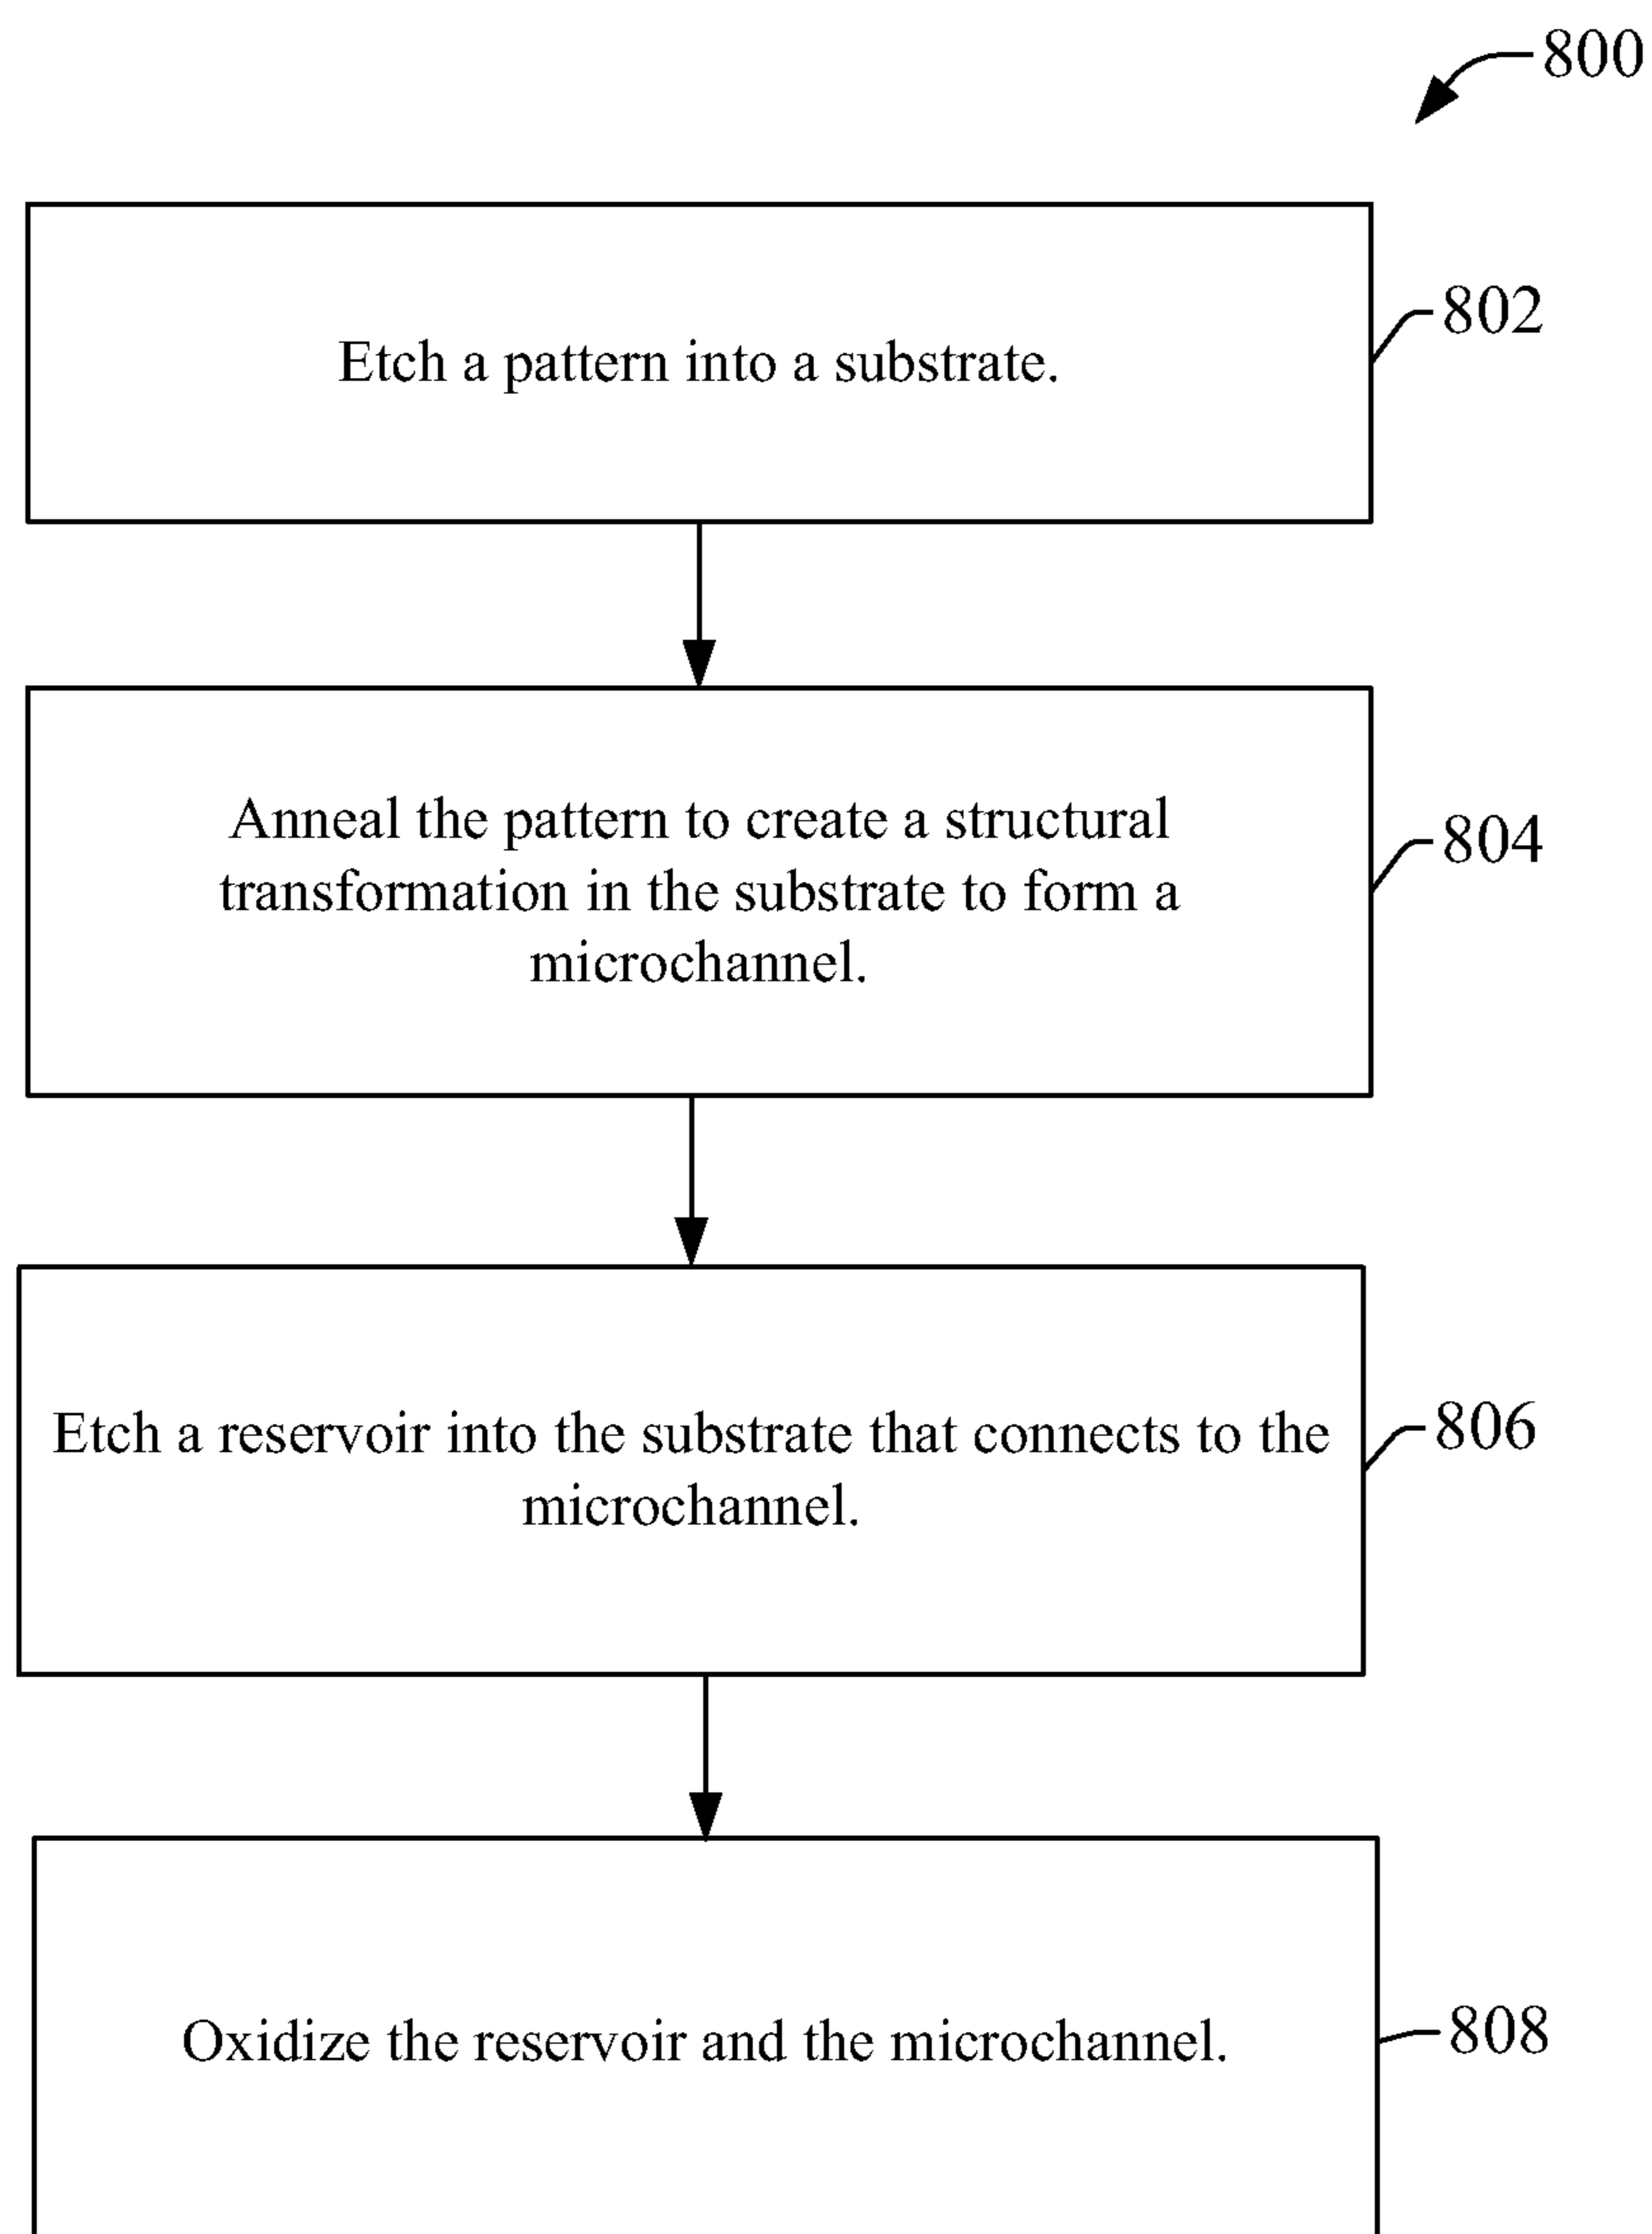 800
Etch a pattern into a substrate.
802
Anneal the pattern to create a structural
transformation in the substrate to form a
microchannel.
804
Etch a reservoir into the substrate that connects to the
microchannel.
806
Oxidize the reservoir and the microchannel.
808